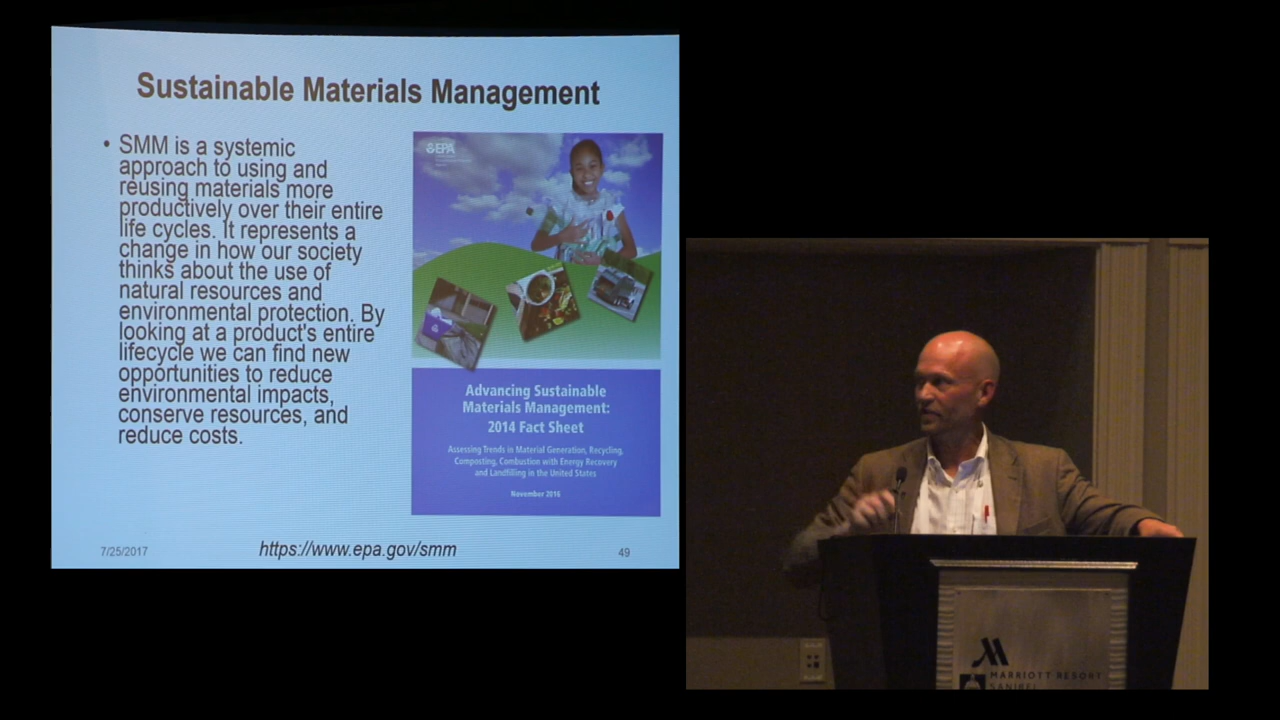 Sustainable Materials Management
• SMM is a systemic
approach to using and
reusing materials more
productively over their entire
life cycles. It represents a
change in how our society
thinks about the use of
natural resources and
environmental protection. By
looking at a product's entire
lifecycle we can find new
opportunities to reduce
environmental impacts,
conserve resources, and
reduce costs.
EPA
Advancing Sustainable
Materials Management:
2014 Fact Sheet
Assessing Trends in Material Generation, Recycling,
Composting, Combustion with Energy Recovery
and Landfilling in the United States
November 2016
7/25/2017
https://www.epa.gov/smm
49
MARRIOTT RESORT
SANIBEL